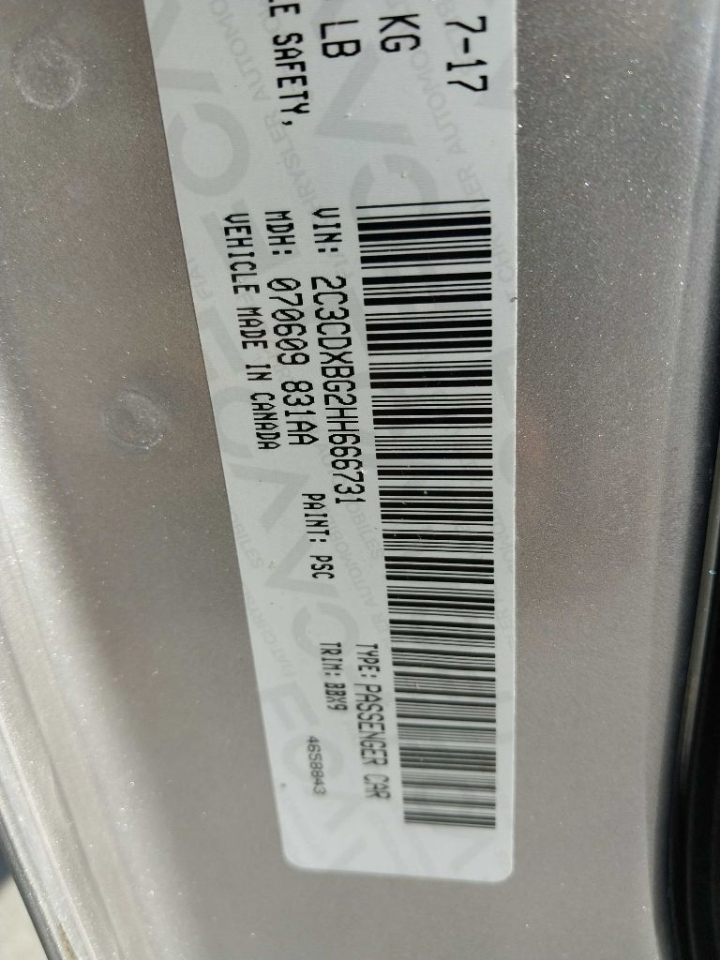 7-17
KG
LB
LE SAFETY,
VIN: 2C3CDXBG2HH666731
TYPE: PASSENGER CAR
MDH: 070609 831AA
PAINT: PSC
TRIM: BBX9
VEHICLE MADE IN CANADA
4658843